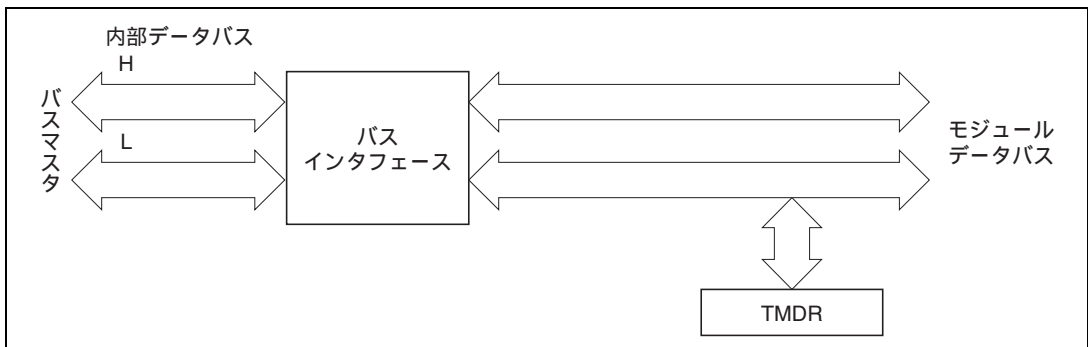 内部データバス
H
L
バスマスタ
バス
インタフェース
モジュール
データバス
TMDR